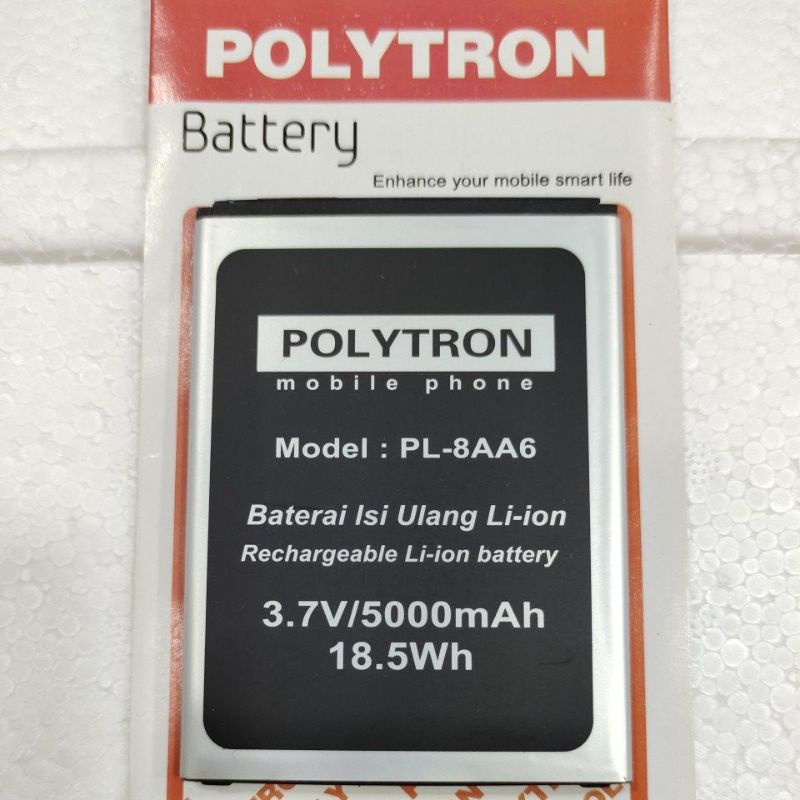 POLYTRON
Battery
Enhance your mobile smart life
POLYTRON
mobile phone
Model : PL-8AA6
Baterai Isi Ulang Li-ion
Rechargeable Li-ion battery
3.7V/5000mAh
18.5Wh